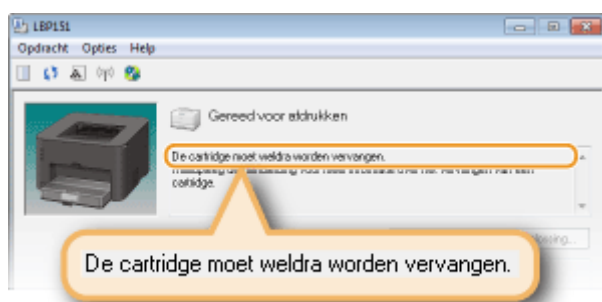 LBP151
Opdracht Opties Help
Gereed voor afdrukken
De cartridge moet weldra worden vervangen.
cartridge.
De cartridge moet weldra worden vervangen.